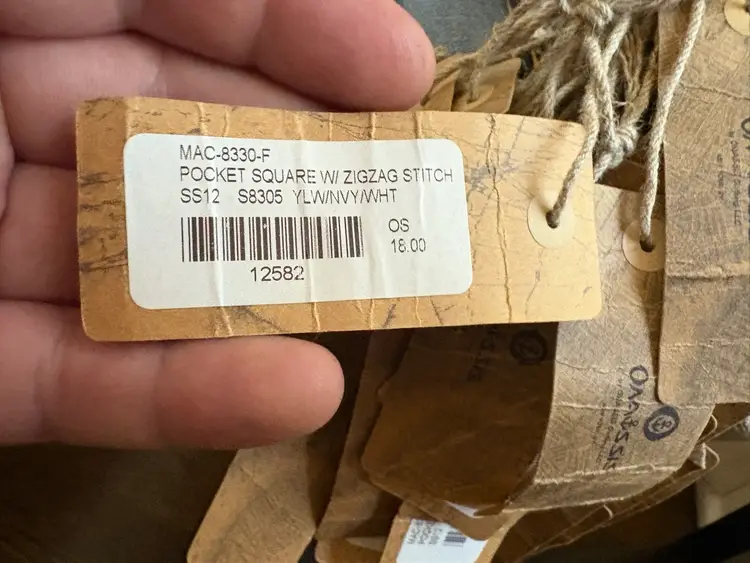 MAC-8330-F
POCKET SQUARE W/ ZIGZAG STITCH
SS12 S8305 YLW/NVY/WHT
OS
18.00
12582